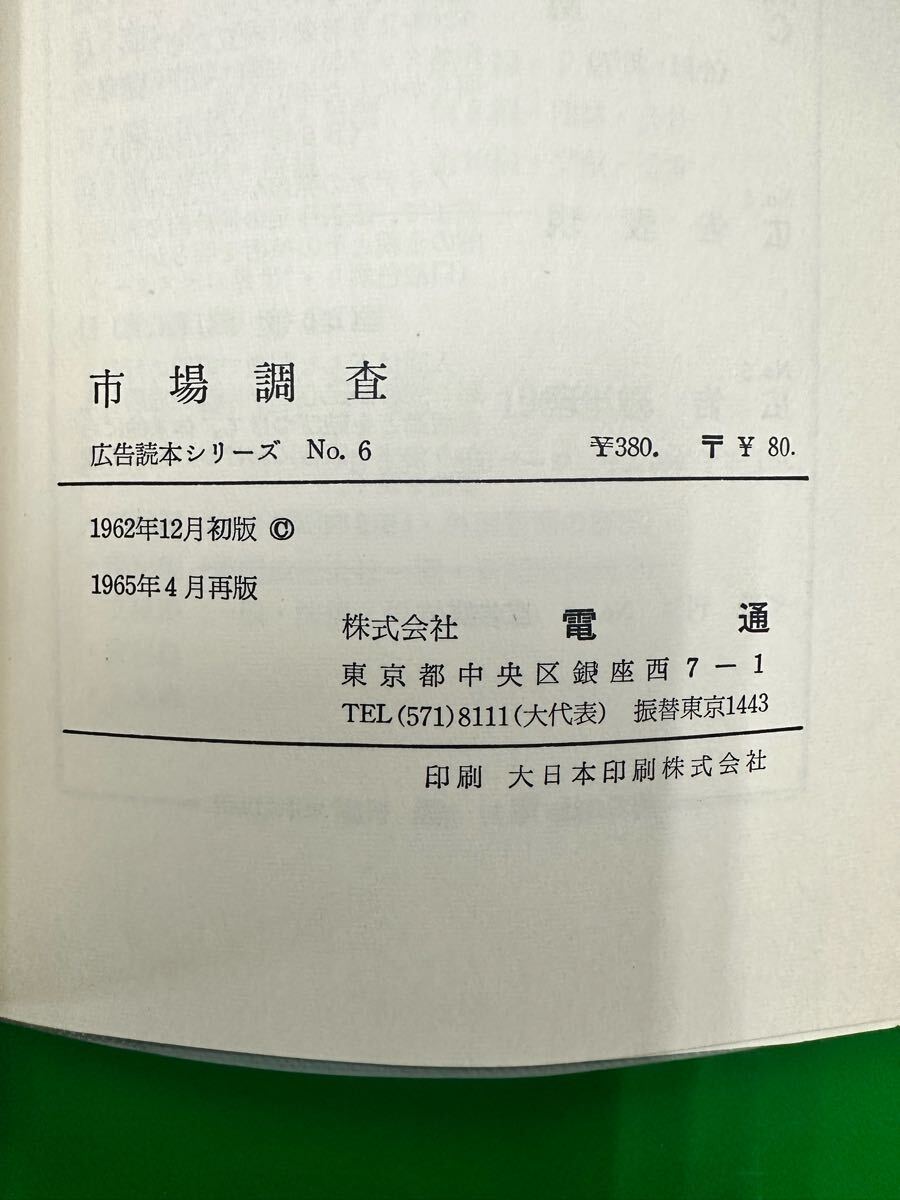 市場調査
広告読本シリーズ No. 6 ¥380. 〒¥ 80.
1962年12月初版 ©
1965年4月再版
株式会社 電通
東京都中央区銀座西7-1
TEL (571) 8111 (大代表) 振替東京1443
印刷 大日本印刷株式会社